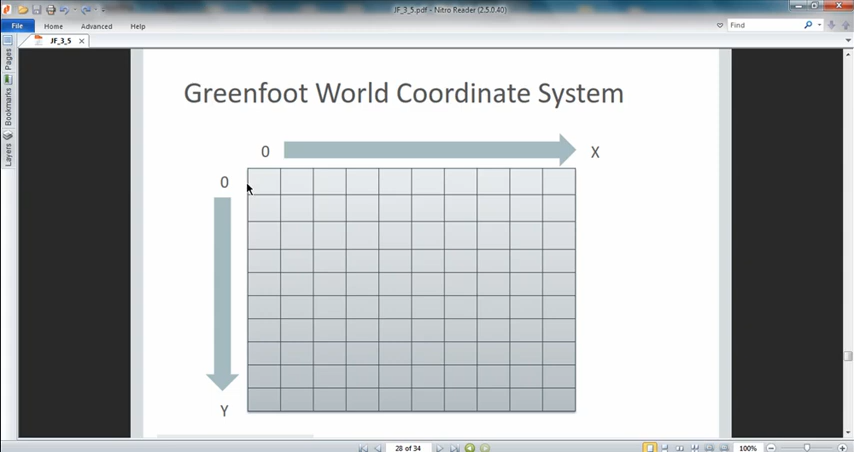 JF_3_5.pdf - Nitro Reader (2.5.0.40)
File Home Advanced Help
Find
JF_3_5
Pages
Bookmarks
Layers
Greenfoot World Coordinate System
0 X
0
Y
28 of 34
100%